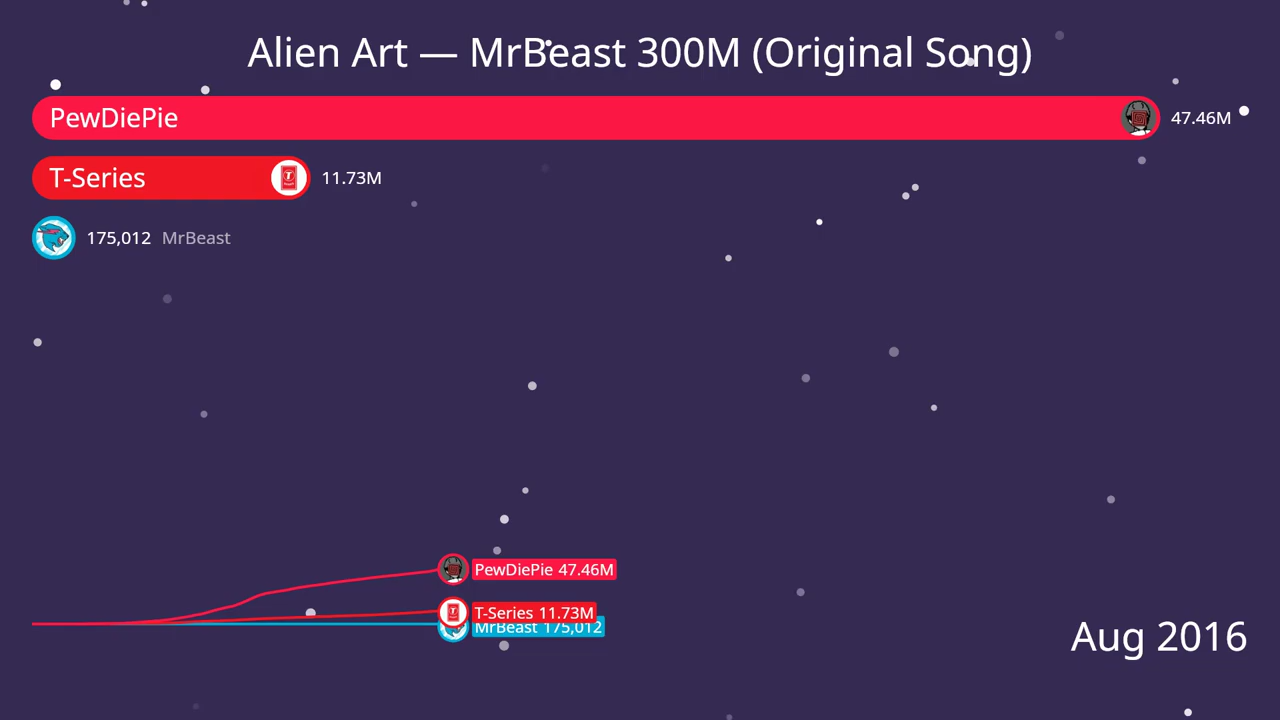 Alien Art — MrBeast 300M (Original Song)
PewDiePie 47.46M
T-Series 11.73M
175,012 MrBeast
PewDiePie 47.46M
T-Series 11.73M
MrBeast 175,012
Aug 2016